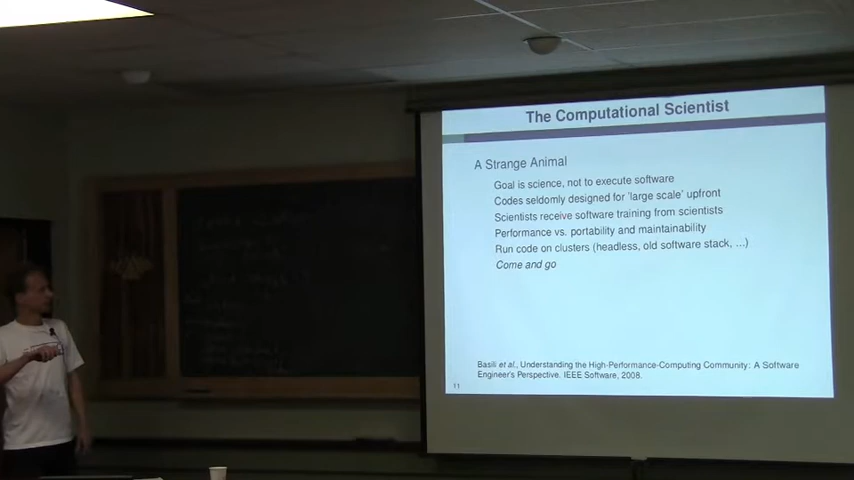 The Computational Scientist
A Strange Animal
Goal is science, not to execute software
Codes seldomly designed for 'large scale' upfront
Scientists receive software training from scientists
Performance vs. portability and maintainability
Run code on clusters (headless, old software stack, ...)
Come and go
Basili et al., Understanding the High-Performance-Computing Community: A Software
Engineer's Perspective. IEEE Software, 2008.
11